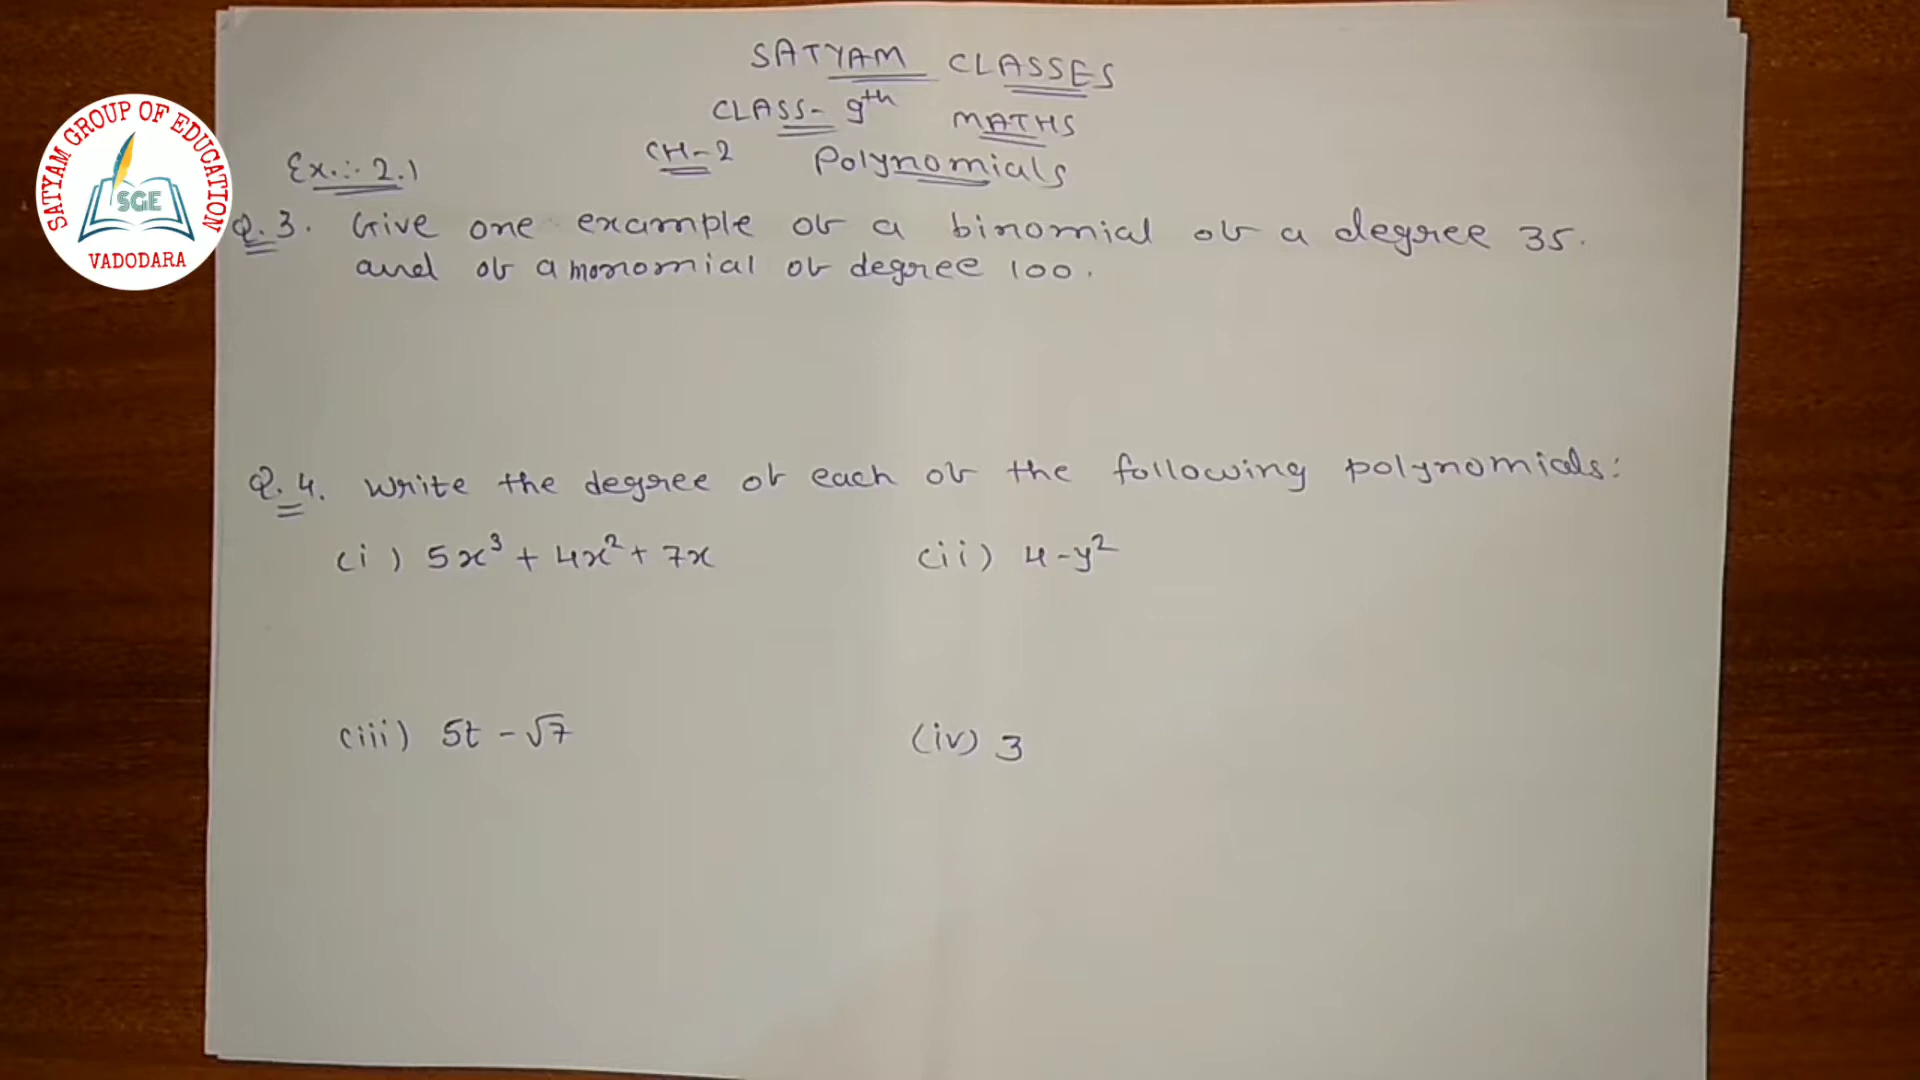 SATYAM GROUP OF EDUCATION
SGE
VADODARA
SATYAM CLASSES
CLASS- 9th MATHS
CH-2 Polynomials
Ex.:- 2.1
Q.3. Give one example of a binomial of a degree 35.
and of a monomial of degree 100.
Q.4. Write the degree of each of the following polynomials:
(i) 5x³ + 4x² + 7x (ii) 4-y²
(iii) 5t - √7 (iv) 3